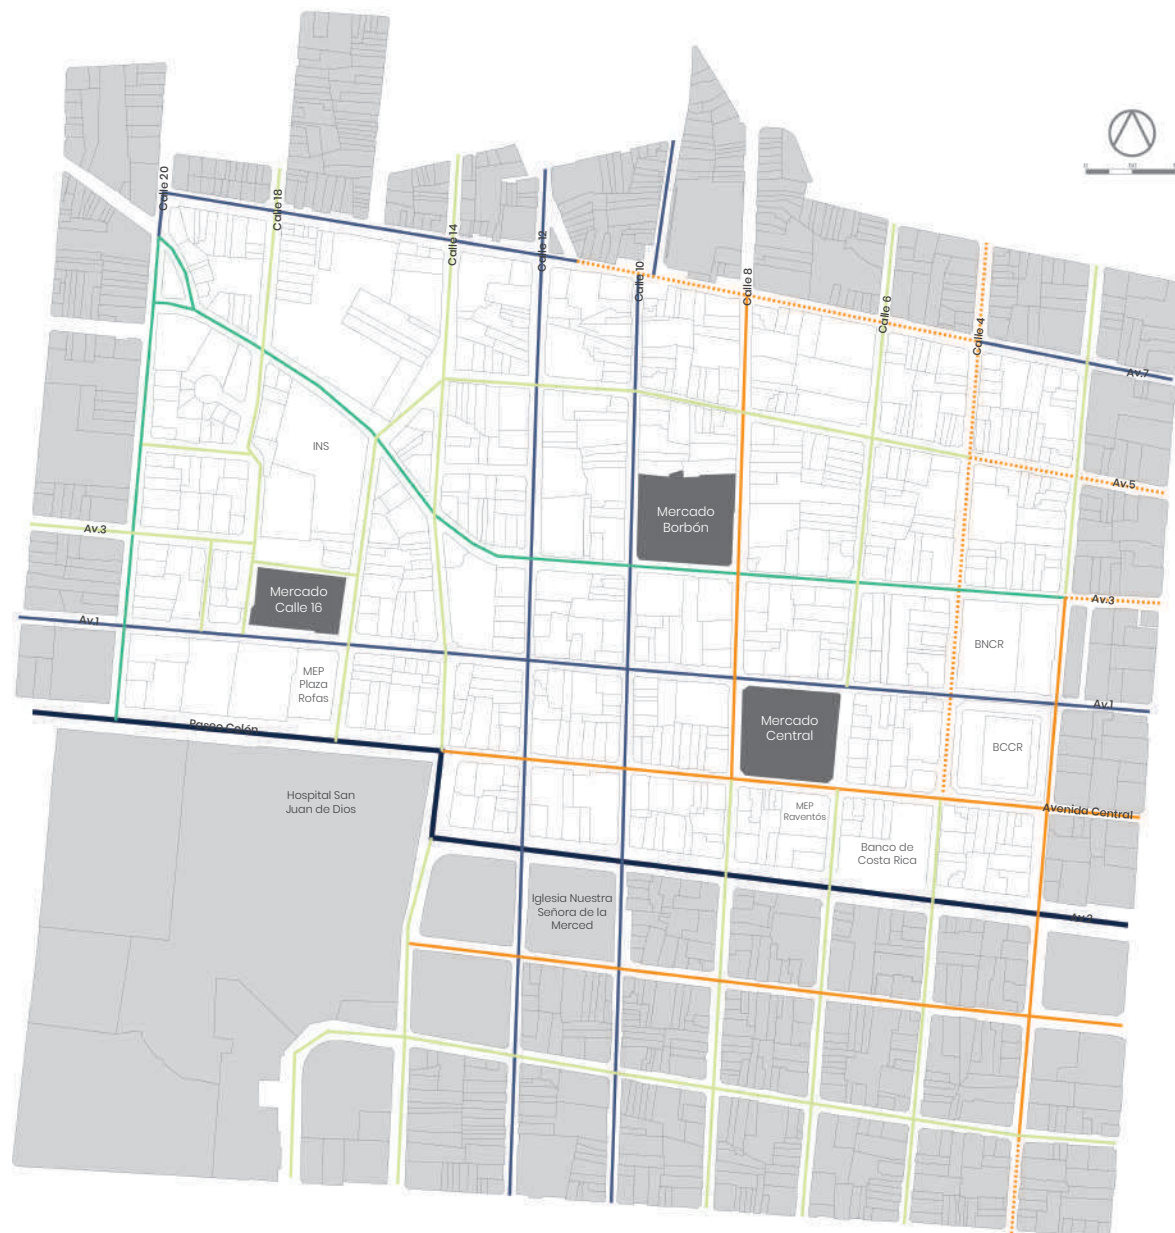 Calle 20
Calle 18
Calle 14
Calle 12
Calle 10
Calle 8
Calle 6
Calle 4
Av.7
INS
Av.5
Mercado
Borbón
Av.3
Mercado
Calle 16
Av.3
Av.1
BNCR
MEP
Plaza
Rofas
Av.1
Paseo Colón
Mercado
Central
BCCR
Hospital San
Juan de Dios
MEP
Raventós
Avenida Central
Banco de
Costa Rica
Iglesia Nuestra
Señora de la
Merced
Av.2